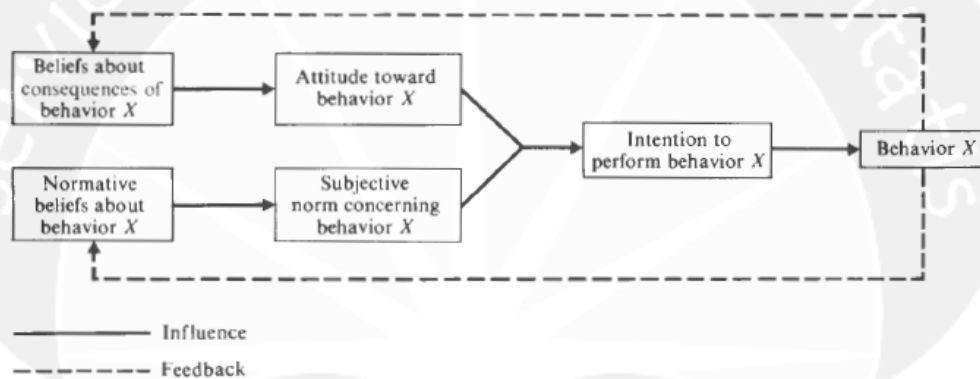 Beliefs about
consequences of
behavior X
Attitude toward
behavior X
Normative
beliefs about
behavior X
Subjective
norm concerning
behavior X
Intention to
perform behavior X
Behavior X
Influence
Feedback